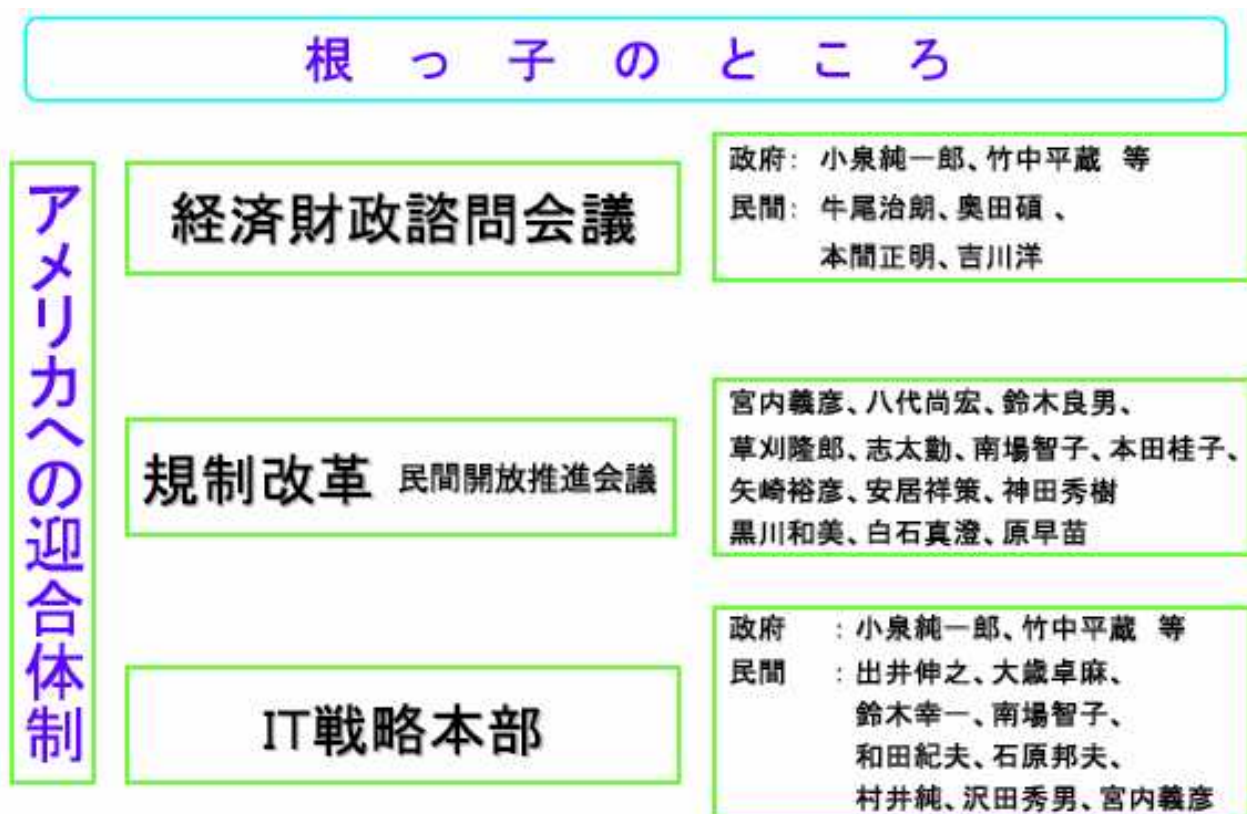 根っ子のところ
アメリカへの迎合体制
経済財政諮問会議
政府: 小泉純一郎、竹中平蔵 等
民間: 牛尾治朗、奥田碩 、
本間正明、吉川洋
規制改革 民間開放推進会議
宮内義彦、八代尚宏、鈴木良男、
草刈隆郎、志太勤、南場智子、本田桂子、
矢崎裕彦、安居祥策、神田秀樹
黒川和美、白石真澄、原早苗
IT戦略本部
政府 : 小泉純一郎、竹中平蔵 等
民間 : 出井伸之、大歳卓麻、
鈴木幸一、南場智子、
和田紀夫、石原邦夫、
村井純、沢田秀男、宮内義彦